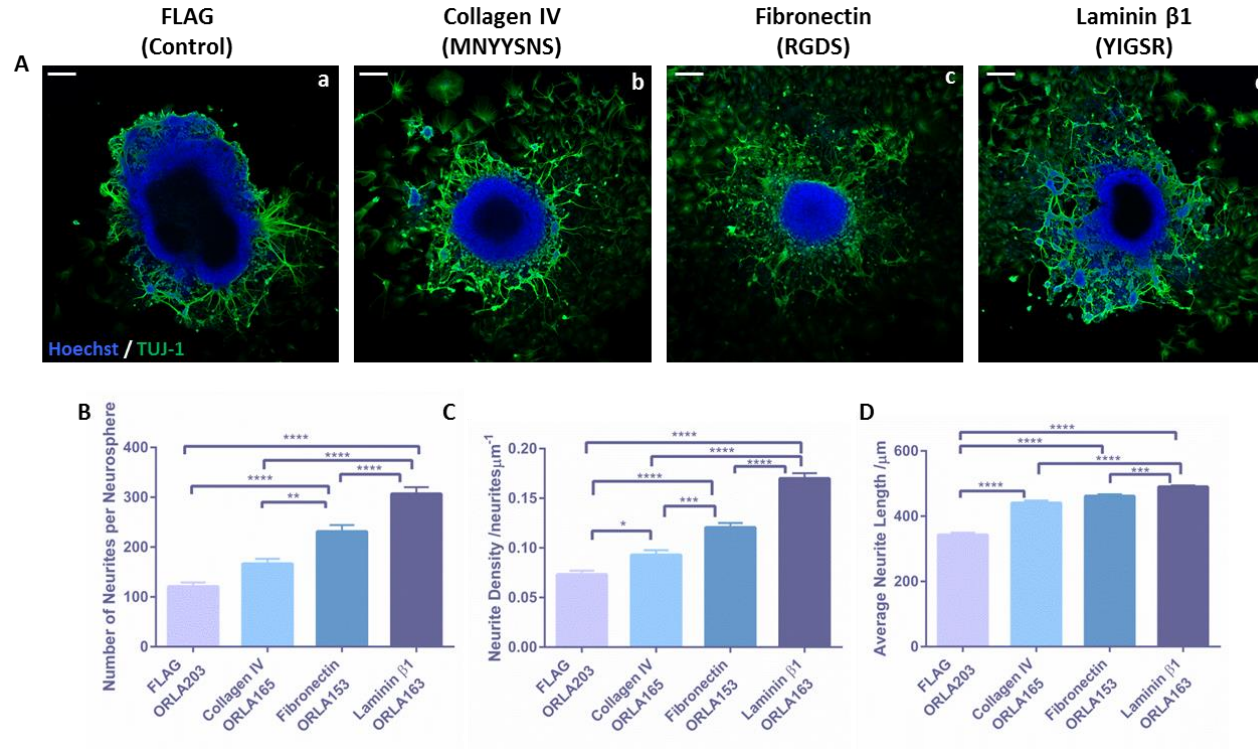 FLAG
(Control)
Collagen IV
(MNYYSNS)
Fibronectin
(RGDS)
Laminin β1
(YIGSR)
A
a
b
c
Hoechst / TUJ-1
B
Number of Neurites per Neurosphere
400
300
200
100
0
****
****
****
****
**
FLAG
ORLA203
Collagen IV
ORLA165
Fibronectin
ORLA153
Laminin β1
ORLA163
C
Neurite Density /neuritesμm⁻¹
0.20
0.15
0.10
0.05
0.00
****
****
****
****
***
*
FLAG
ORLA203
Collagen IV
ORLA165
Fibronectin
ORLA153
Laminin β1
ORLA163
D
Average Neurite Length /μm
600
400
200
0
****
****
****
***
****
FLAG
ORLA203
Collagen IV
ORLA165
Fibronectin
ORLA153
Laminin β1
ORLA163